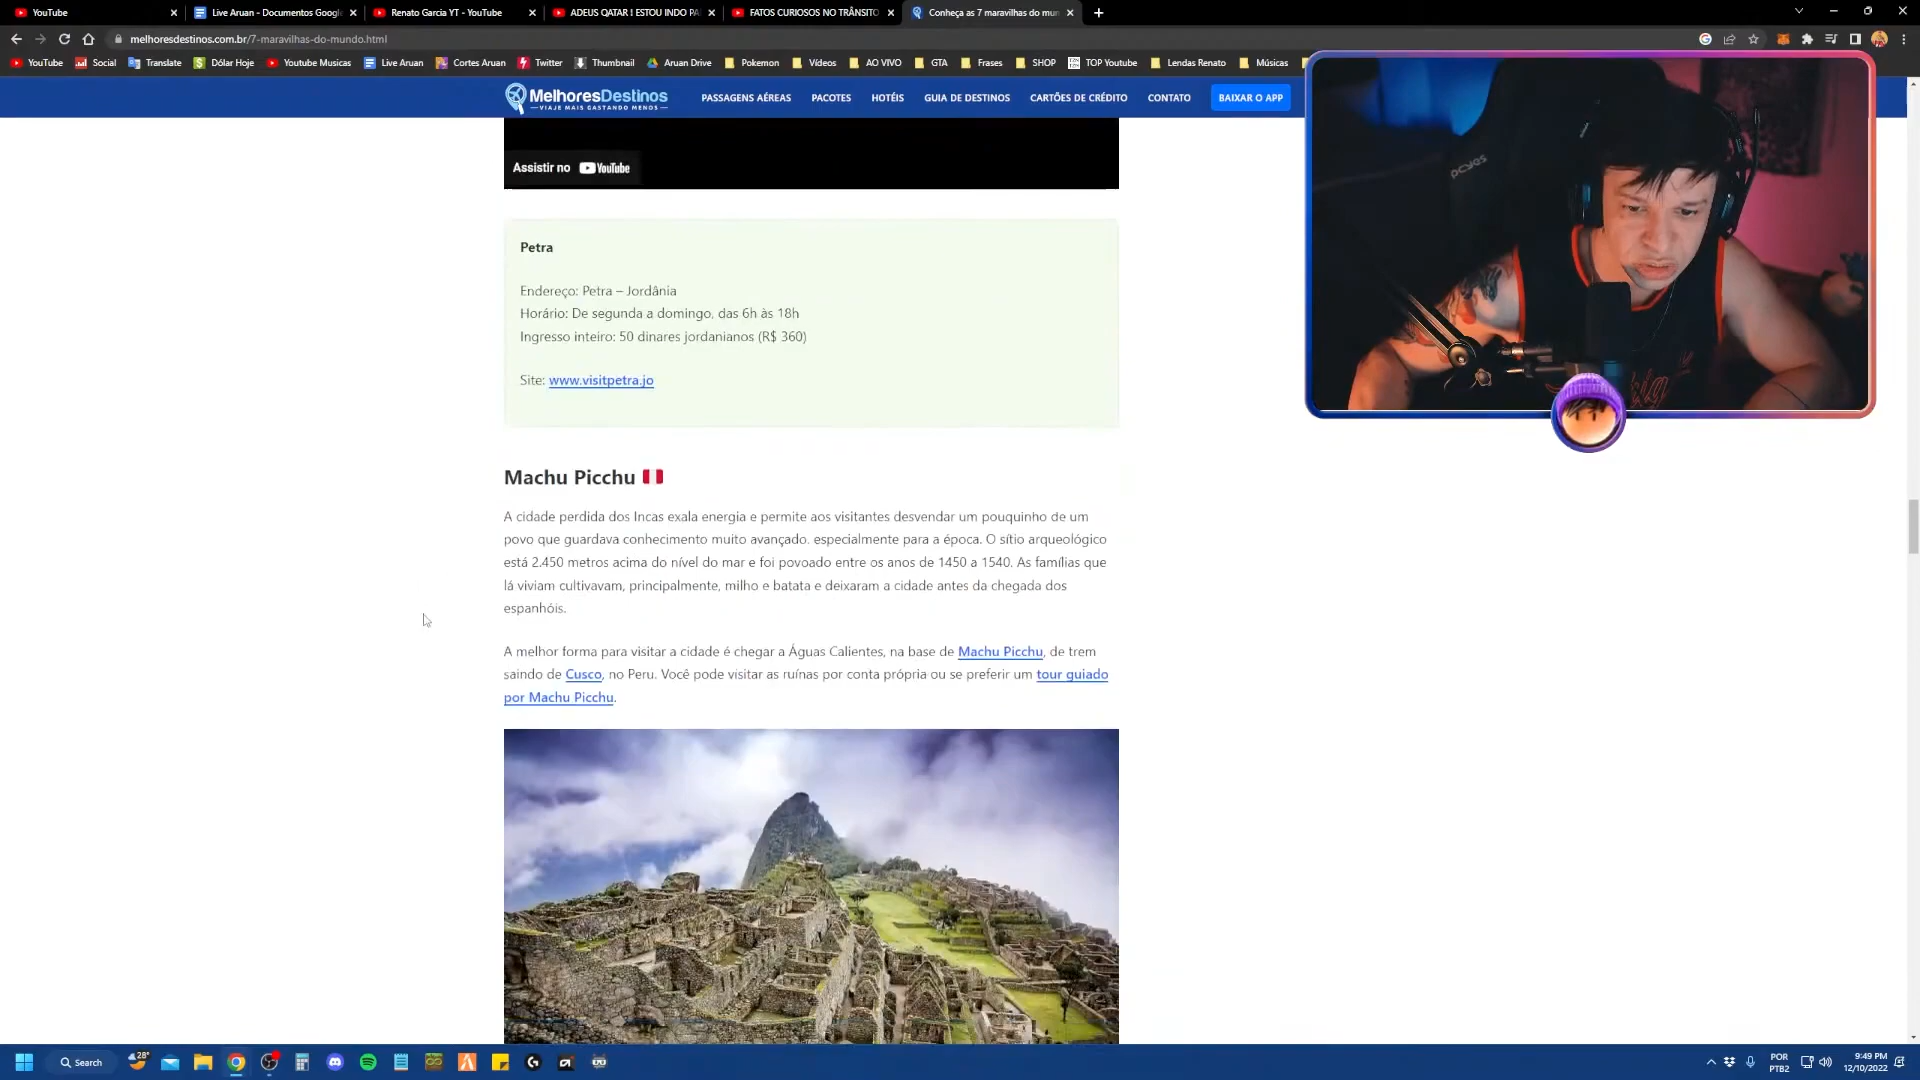 YouTube
Live Aruan - Documentos Google
Renato Garcia YT - YouTube
ADEUS QATAR ! ESTOU INDO PA
FATOS CURIOSOS NO TRÂNSITO
Conheça as 7 maravilhas do mun
melhoresdestinos.com.br/7-maravilhas-do-mundo.html
YouTube Social Translate Dólar Hoje Youtube Musicas Live Aruan Cortes Aruan Twitter Thumbnail Aruan Drive Pokemon Vídeos AO VIVO GTA Frases SHOP TOP Youtube Lendas Renato Músicas
MelhoresDestinos
VIAJE MAIS GASTANDO MENOS
PASSAGENS AÉREAS PACOTES HOTÉIS GUIA DE DESTINOS CARTÕES DE CRÉDITO CONTATO BAIXAR O APP
Assistir no YouTube
Petra
Endereço: Petra – Jordânia
Horário: De segunda a domingo, das 6h às 18h
Ingresso inteiro: 50 dinares jordanianos (R$ 360)
Site: www.visitpetra.jo
Machu Picchu
A cidade perdida dos Incas exala energia e permite aos visitantes desvendar um pouquinho de um
povo que guardava conhecimento muito avançado. especialmente para a época. O sítio arqueológico
está 2.450 metros acima do nível do mar e foi povoado entre os anos de 1450 a 1540. As famílias que
lá viviam cultivavam, principalmente, milho e batata e deixaram a cidade antes da chegada dos
espanhóis.
A melhor forma para visitar a cidade é chegar a Águas Calientes, na base de Machu Picchu, de trem
saindo de Cusco, no Peru. Você pode visitar as ruínas por conta própria ou se preferir um tour guiado
por Machu Picchu.
Search
28°
POR
PTB2
9:49 PM
12/10/2022